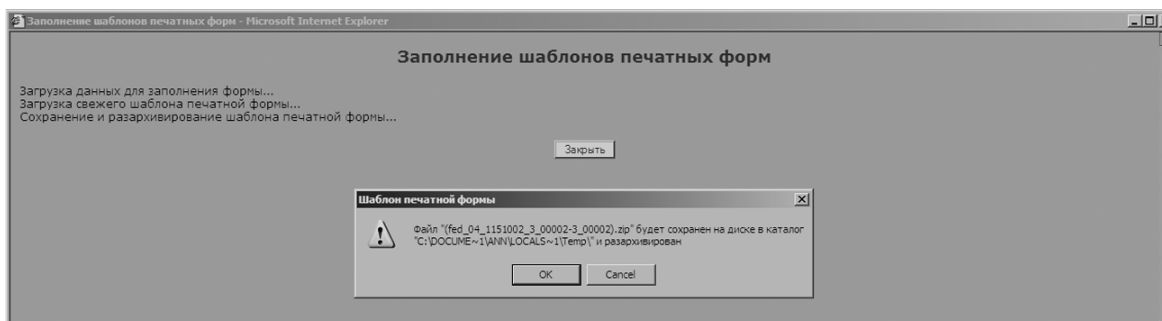 Заполнение шаблонов печатных форм - Microsoft Internet Explorer
Заполнение шаблонов печатных форм
Загрузка данных для заполнения формы...
Загрузка свежего шаблона печатной формы...
Сохранение и разархивирование шаблона печатной формы...
Закрыть
Шаблон печатной формы
Файл "(fed_04_1151002_3_00002-3_00002).zip" будет сохранен на диске в каталог
"C:\DOCUME~1\ANN\LOCALS~1\Temp\" и разархивирован
OK Cancel